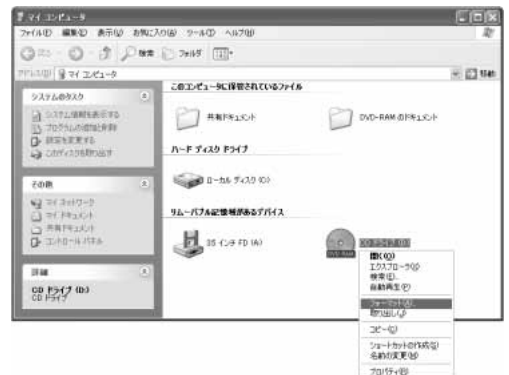 マイ コンピュータ
ファイル(F) 編集(E) 表示(V) お気に入り(A) ツール(T) ヘルプ(H)
検索 フォルダ
マイ コンピュータ 移動
このコンピュータに保管されているファイル
システムのタスク
システム情報を表示する
プログラムの追加と削除
設定を変更する
このディスクを取り出す
共有ドキュメント
DVD-RAM のドキュメント
ハード ディスク ドライブ
ローカル ディスク (C:)
その他
マイ ネットワーク
マイ ドキュメント
共有ドキュメント
コントロール パネル
リムーバブル記憶域があるデバイス
3.5 インチ FD (A:)
DVD-RAM
詳細
CD ドライブ (D:)
CD ドライブ
開く(O)
エクスプローラ(X)
検索(E)...
自動再生(P)
フォーマット(A)...
取り出し(J)
コピー(C)
ショートカットの作成(S)
名前の変更(M)
プロパティ(R)